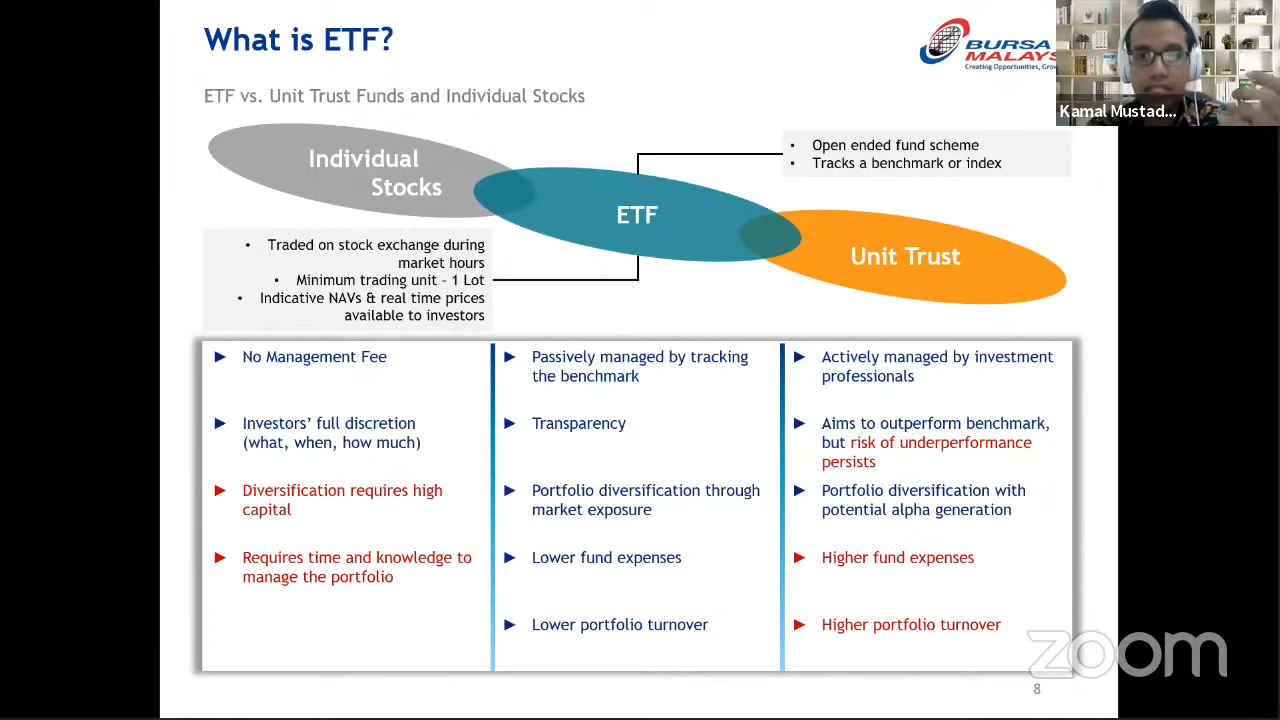 What is ETF?
BURSA
MALAYS
Creating Opportunities, Grow
Kamal Mustad...
ETF vs. Unit Trust Funds and Individual Stocks
Individual
Stocks
ETF
Unit Trust
• Open ended fund scheme
• Tracks a benchmark or index
• Traded on stock exchange during
market hours
• Minimum trading unit – 1 Lot
• Indicative NAVs & real time prices
available to investors
► No Management Fee
► Investors’ full discretion
(what, when, how much)
► Diversification requires high
capital
► Requires time and knowledge to
manage the portfolio
► Passively managed by tracking
the benchmark
► Transparency
► Portfolio diversification through
market exposure
► Lower fund expenses
► Lower portfolio turnover
► Actively managed by investment
professionals
► Aims to outperform benchmark,
but risk of underperformance
persists
► Portfolio diversification with
potential alpha generation
► Higher fund expenses
► Higher portfolio turnover
zoom
8